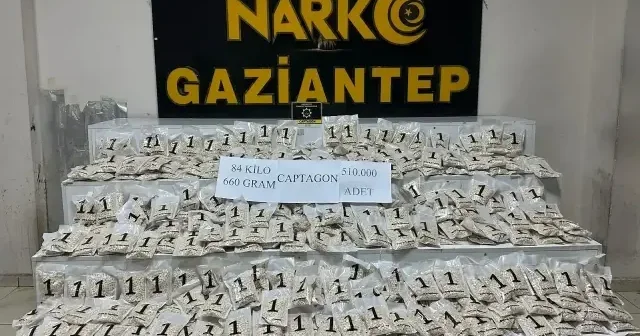 NARKO
GAZİANTEP
84 KİLO
660 GRAM
CAPTAGON
510.000
ADET